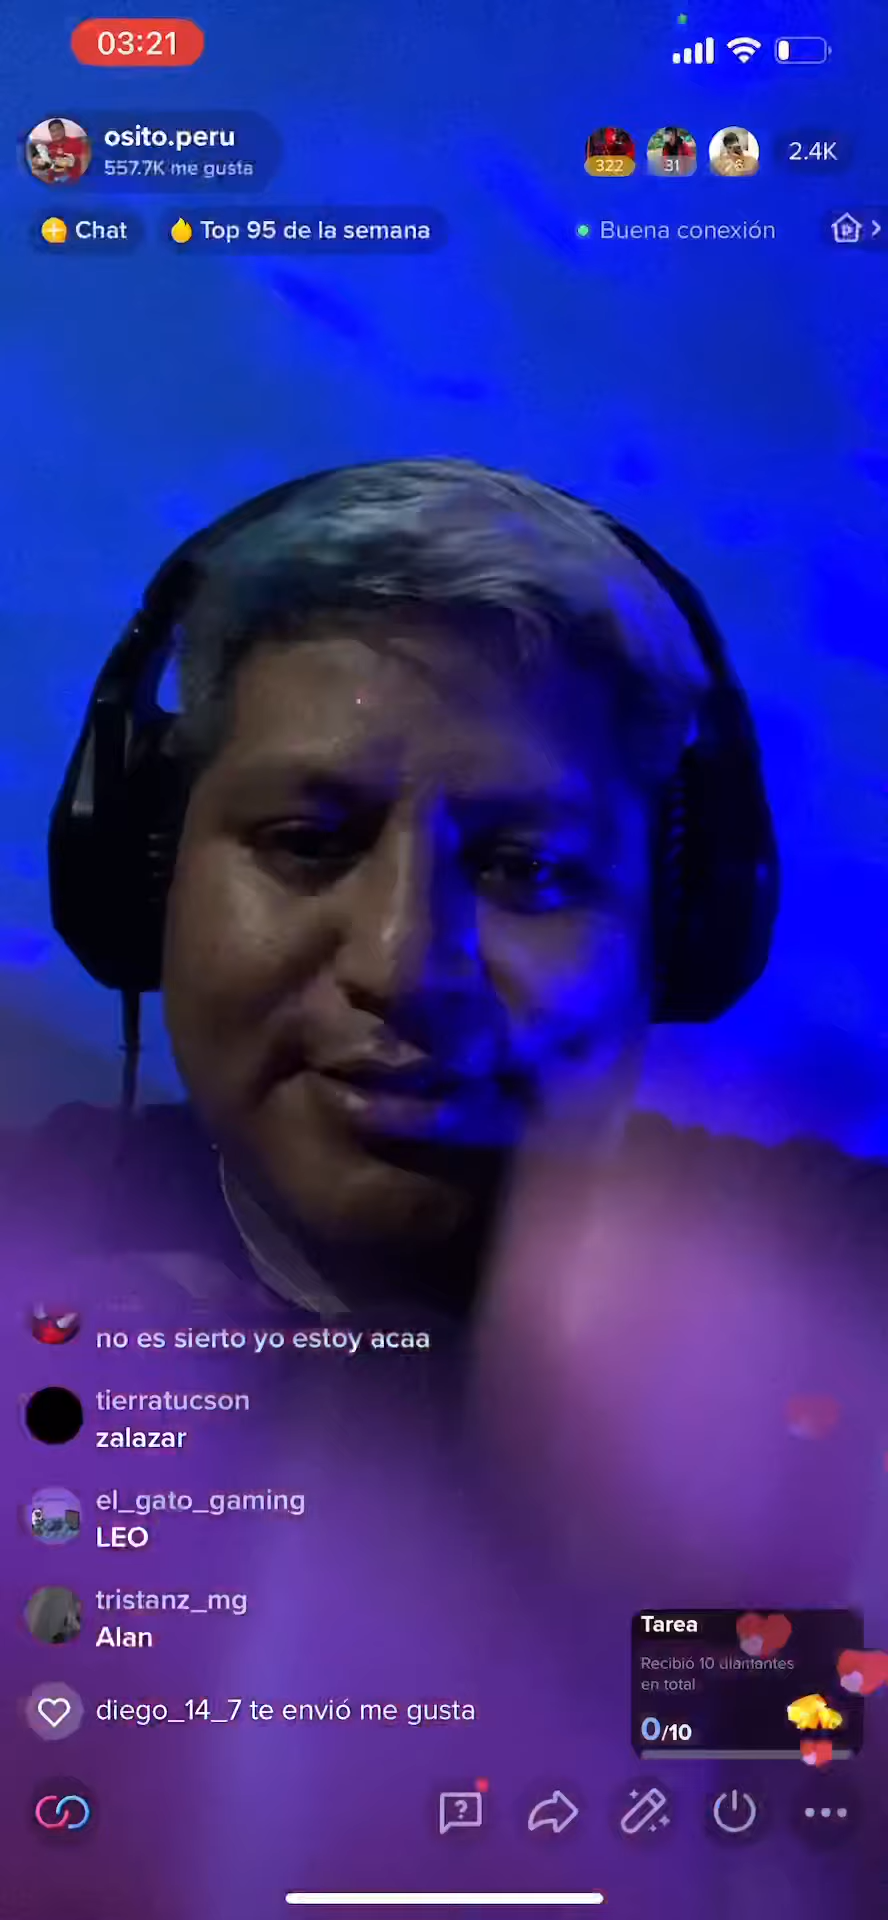 03:21
osito.peru
557.7K me gusta
322
31
26
2.4K
Chat
Top 95 de la semana
Buena conexión
no es sierto yo estoy acaa
tierratucson
zalazar
el_gato_gaming
LEO
tristanz_mg
Alan
diego_14_7 te envió me gusta
Tarea
Recibió 10 diamantes
en total
0/10